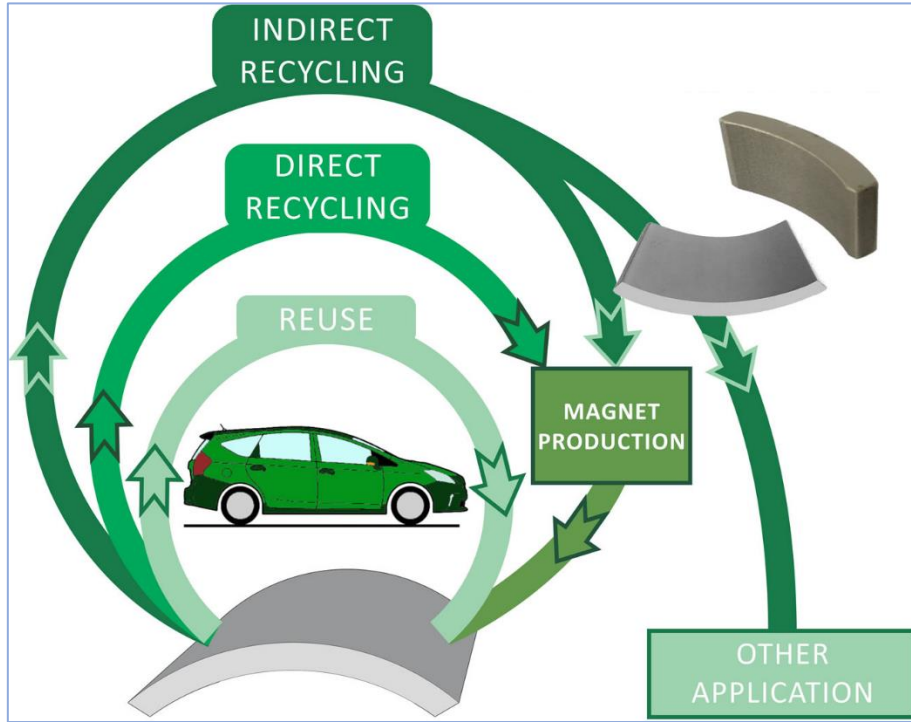 INDIRECT
RECYCLING
DIRECT
RECYCLING
REUSE
MAGNET
PRODUCTION
OTHER
APPLICATION